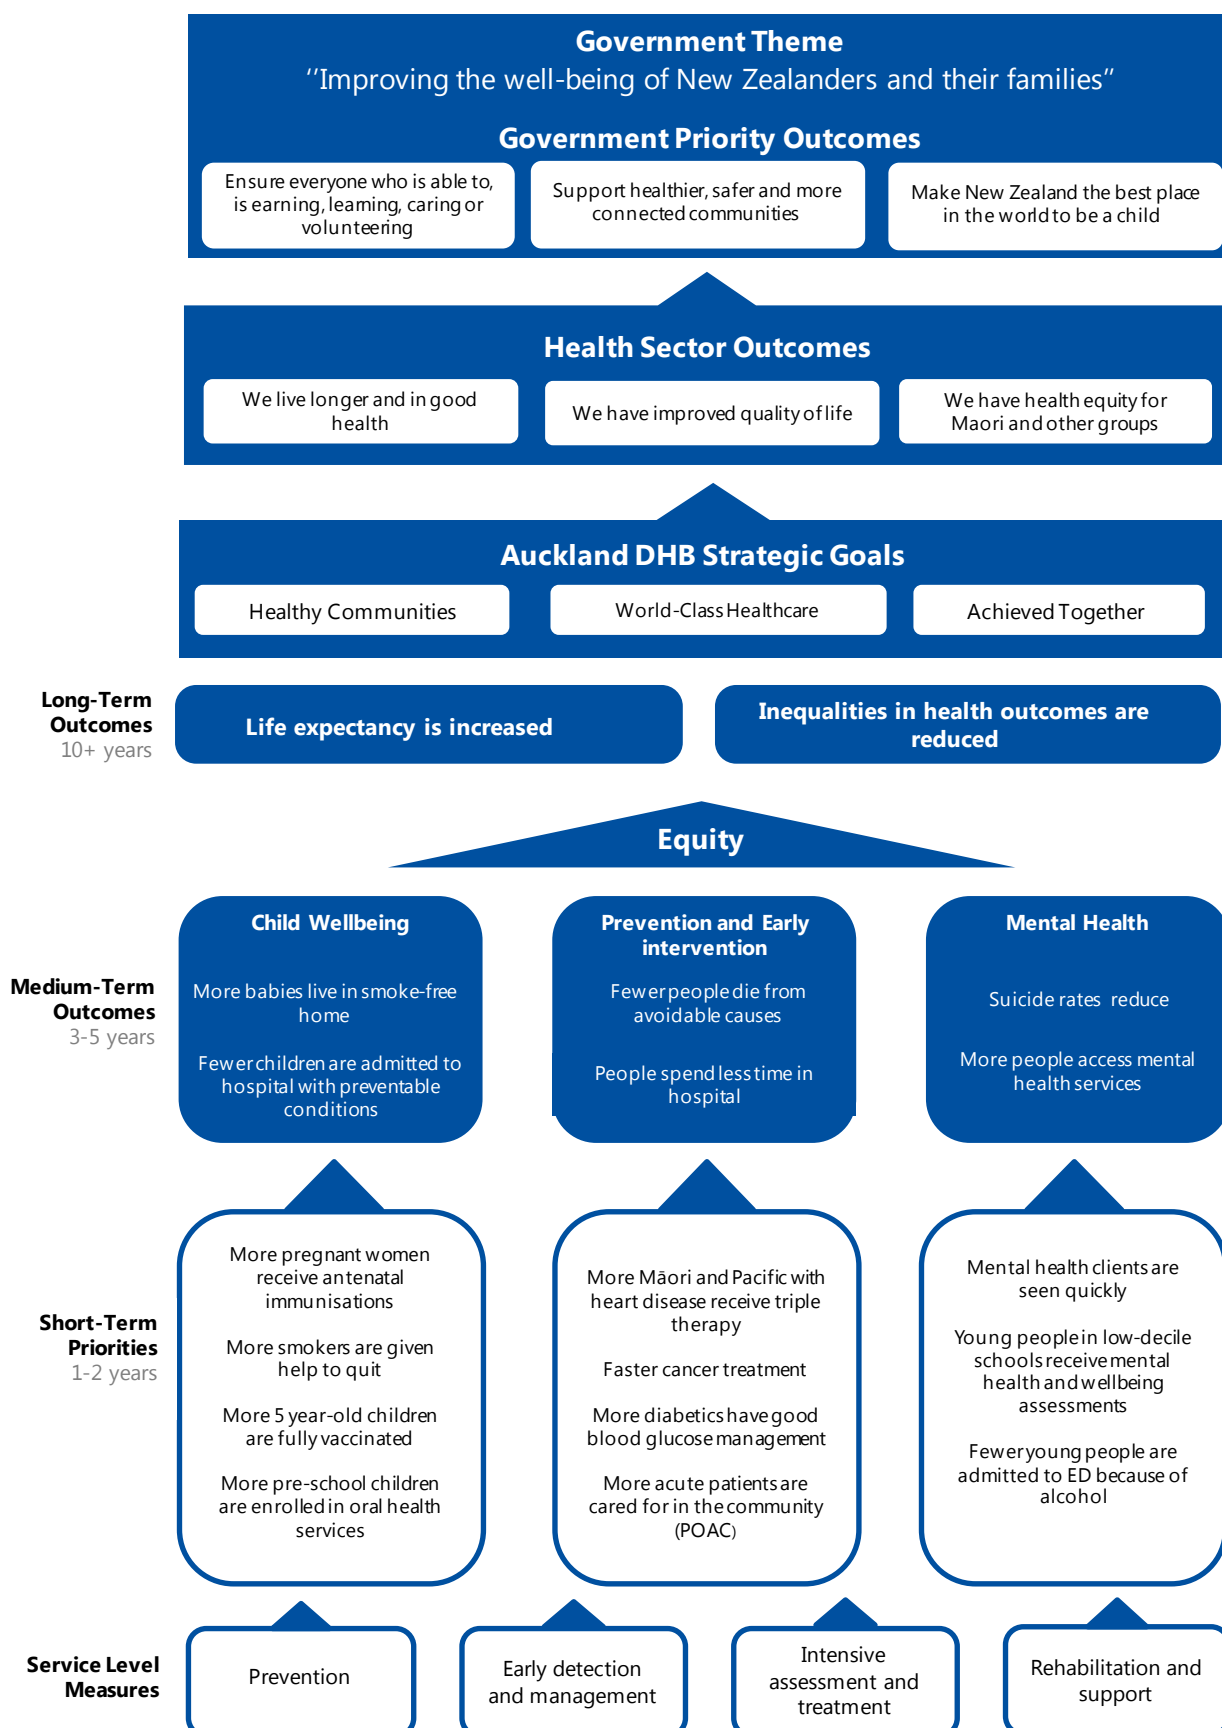 Government Theme
''Improving the well-being of New Zealanders and their families''
Government Priority Outcomes
Ensure everyone who is able to,
is earning, learning, caring or
volunteering
Support healthier, safer and more
connected communities
Make New Zealand the best place
in the world to be a child
Health Sector Outcomes
We live longer and in good
health
We have improved quality of life
We have health equity for
Maori and other groups
Auckland DHB Strategic Goals
Healthy Communities
World-Class Healthcare
Achieved Together
Long-Term
Outcomes
10+ years
Life expectancy is increased
Inequalities in health outcomes are
reduced
Equity
Medium-Term
Outcomes
3-5 years
Child Wellbeing
More babies live in smoke-free
home
Fewer children are admitted to
hospital with preventable
conditions
Prevention and Early
intervention
Fewer people die from
avoidable causes
People spend less time in
hospital
Mental Health
Suicide rates reduce
More people access mental
health services
Short-Term
Priorities
1-2 years
More pregnant women
receive antenatal
immunisations
More smokers are given
help to quit
More 5 year-old children
are fully vaccinated
More pre-school children
are enrolled in oral health
services
More Māori and Pacific with
heart disease receive triple
therapy
Faster cancer treatment
More diabetics have good
blood glucose management
More acute patients are
cared for in the community
(POAC)
Mental health clients are
seen quickly
Young people in low-decile
schools receive mental
health and wellbeing
assessments
Fewer young people are
admitted to ED because of
alcohol
Service Level
Measures
Prevention
Early detection
and management
Intensive
assessment and
treatment
Rehabilitation and
support